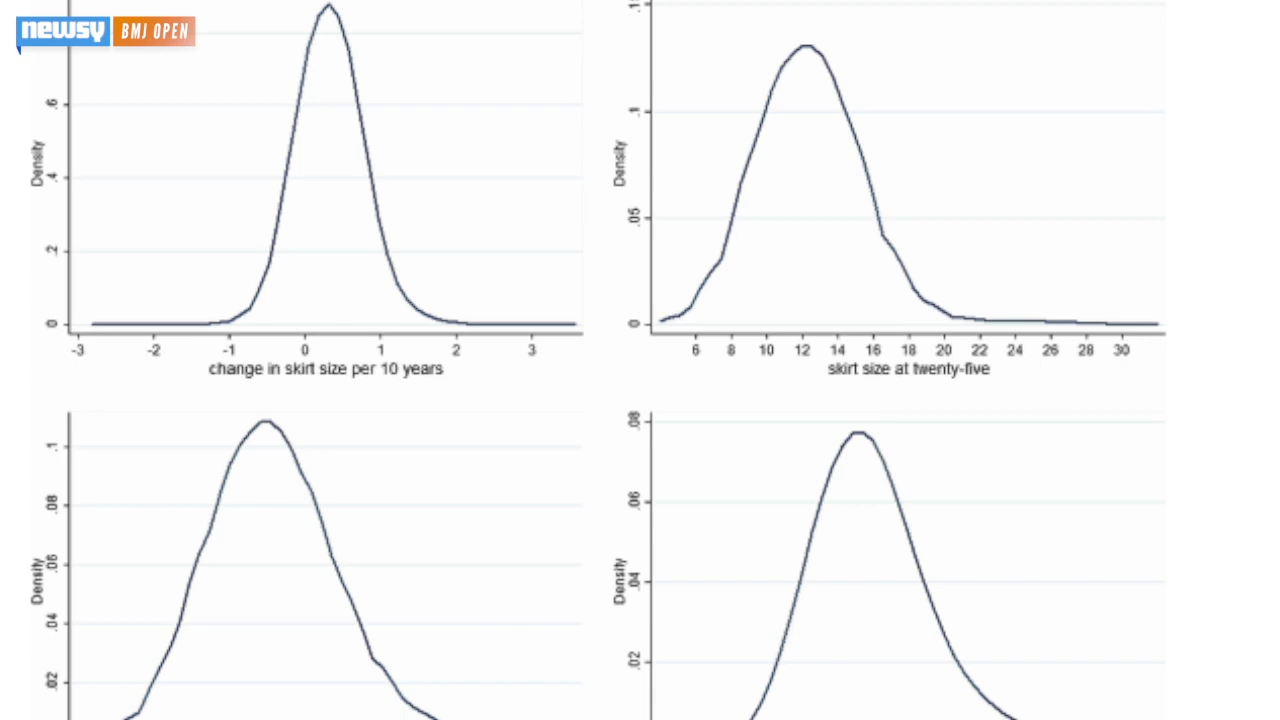 newsy BMJ OPEN
.15
Density
.6
.4
.2
0
-3 -2 -1 0 1 2 3
change in skirt size per 10 years
Density
.1
.05
0
6 8 10 12 14 16 18 20 22 24 26 28 30
skirt size at twenty-five
Density
.1
.08
.06
.04
.02
Density
.08
.06
.04
.02